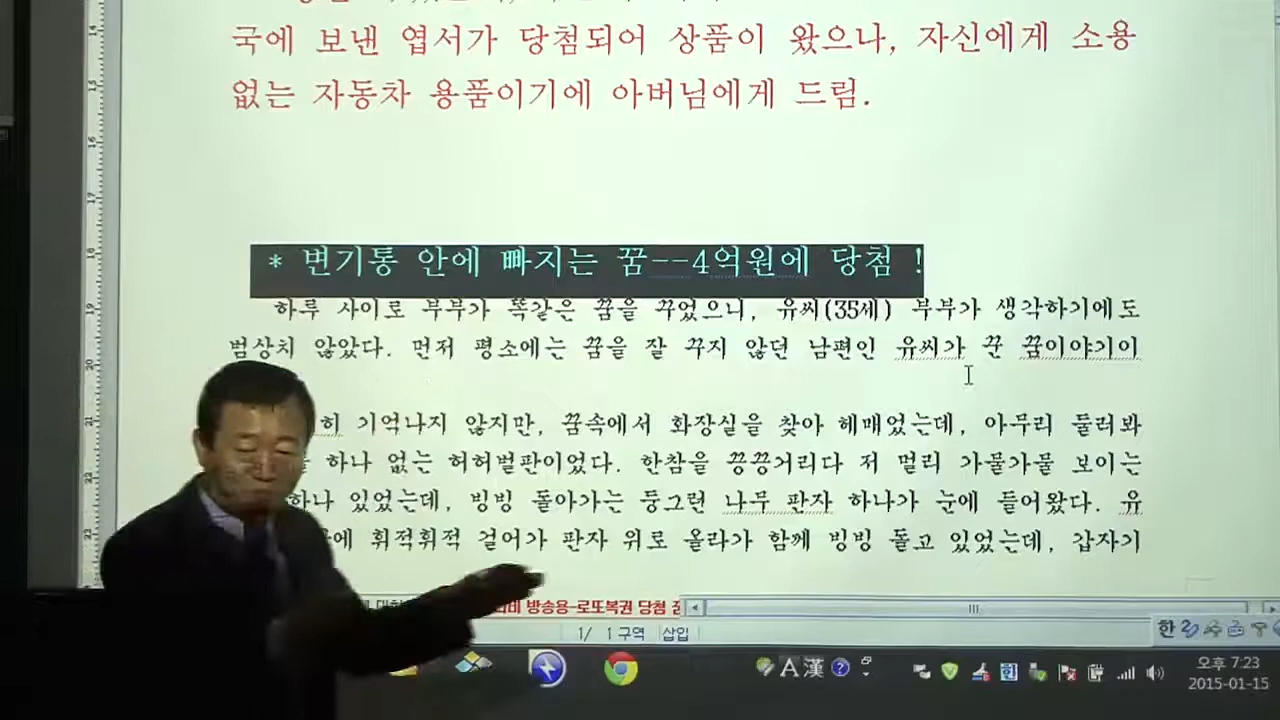 국에 보낸 엽서가 당첨되어 상품이 왔으나, 자신에게 소용
없는 자동차 용품이기에 아버님에게 드림.
* 변기통 안에 빠지는 꿈--4억원에 당첨 !
하루 사이로 부부가 똑같은 꿈을 꾸었으니, 유씨(35세) 부부가 생각하기에도
범상치 않았다. 먼저 평소에는 꿈을 잘 꾸지 않던 남편인 유씨가 꾼 꿈이야기이
히 기억나지 않지만, 꿈속에서 화장실을 찾아 헤매었는데, 아무리 둘러봐
하나 없는 허허벌판이었다. 한참을 끙끙거리다 저 멀리 가물가물 보이는
하나 있었는데, 빙빙 돌아가는 둥그런 나무 판자 하나가 눈에 들어왔다. 유
에 휘적휘적 걸어가 판자 위로 올라가 함께 빙빙 돌고 있었는데, 갑자기
방송용-로또복권 당첨 꿈
1/ 1 구역 삽입
한
A 漢 ?
오후 7:23
2015-01-15